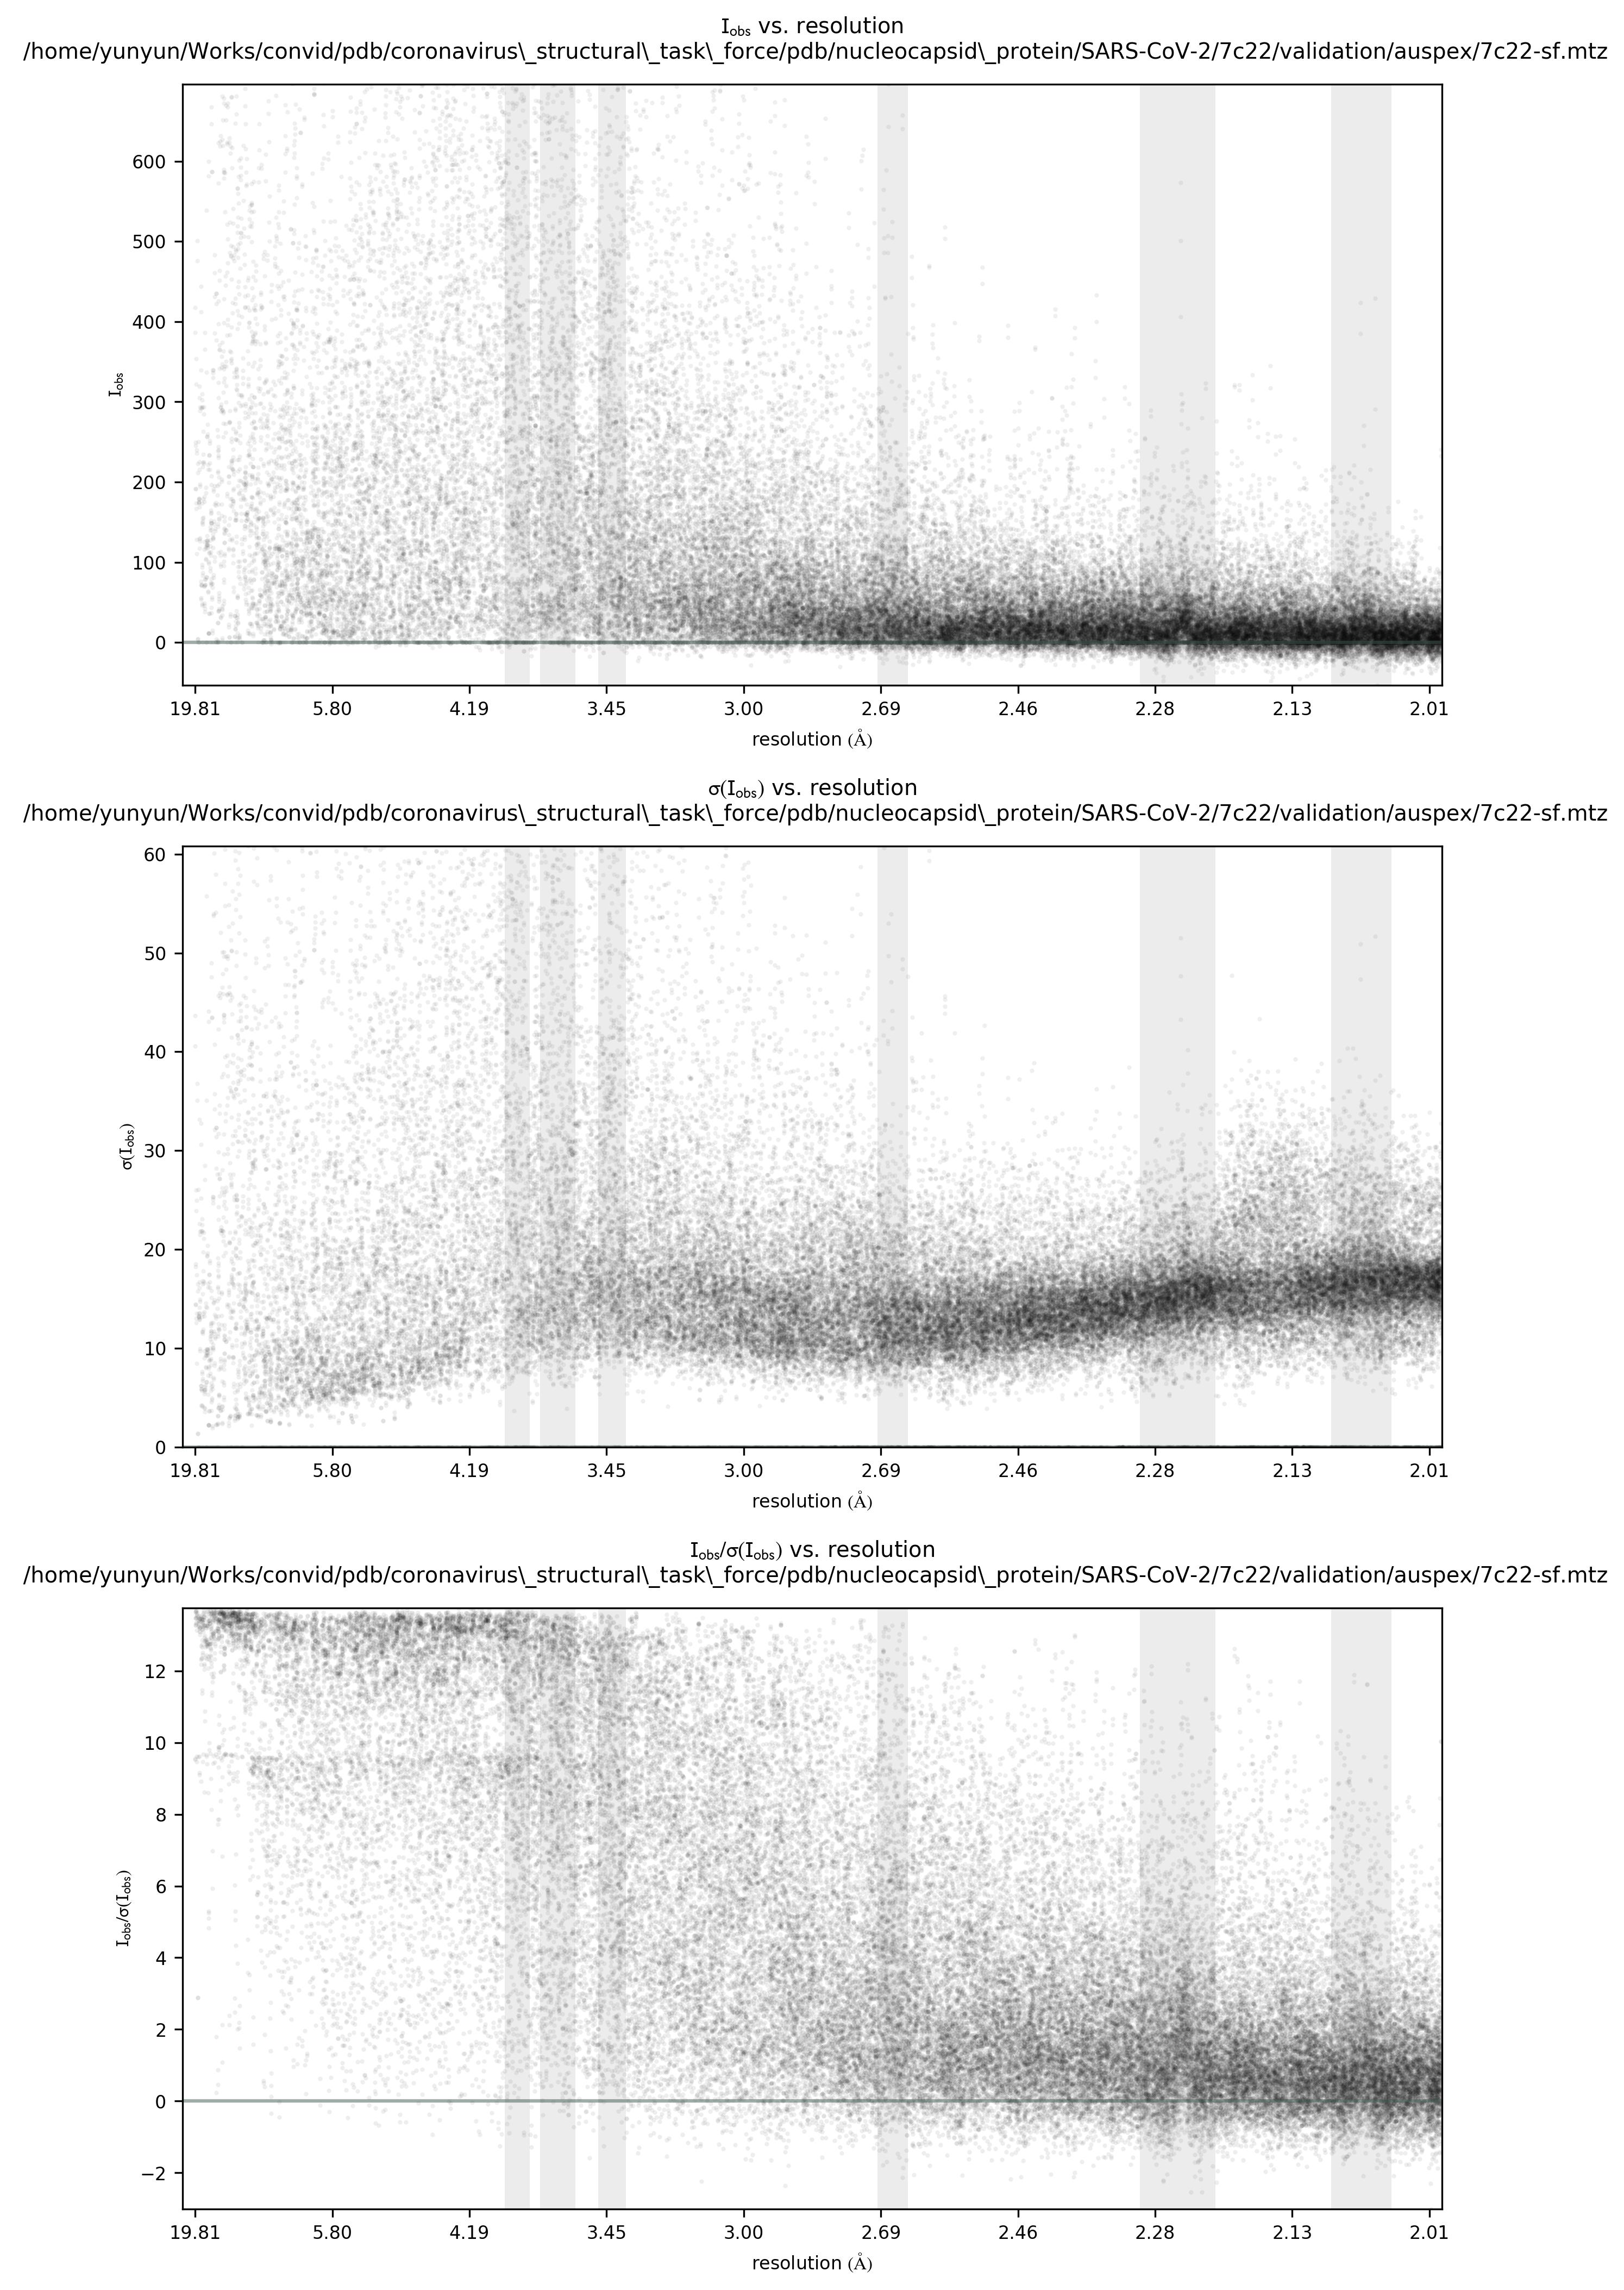 Iobs vs. resolution
/home/yunyun/Works/convid/pdb/coronavirus\_structural\_task\_force/pdb/nucleocapsid\_protein/SARS-CoV-2/7c22/validation/auspex/7c22-sf.mtz
600
500
400
300
200
100
0
Iobs
19.81 5.80 4.19 3.45 3.00 2.69 2.46 2.28 2.13 2.01
resolution (Å)
σ(Iobs) vs. resolution
/home/yunyun/Works/convid/pdb/coronavirus\_structural\_task\_force/pdb/nucleocapsid\_protein/SARS-CoV-2/7c22/validation/auspex/7c22-sf.mtz
60
50
40
30
20
10
0
σ(Iobs)
19.81 5.80 4.19 3.45 3.00 2.69 2.46 2.28 2.13 2.01
resolution (Å)
Iobs/σ(Iobs) vs. resolution
/home/yunyun/Works/convid/pdb/coronavirus\_structural\_task\_force/pdb/nucleocapsid\_protein/SARS-CoV-2/7c22/validation/auspex/7c22-sf.mtz
12
10
8
6
4
2
0
−2
Iobs/σ(Iobs)
19.81 5.80 4.19 3.45 3.00 2.69 2.46 2.28 2.13 2.01
resolution (Å)